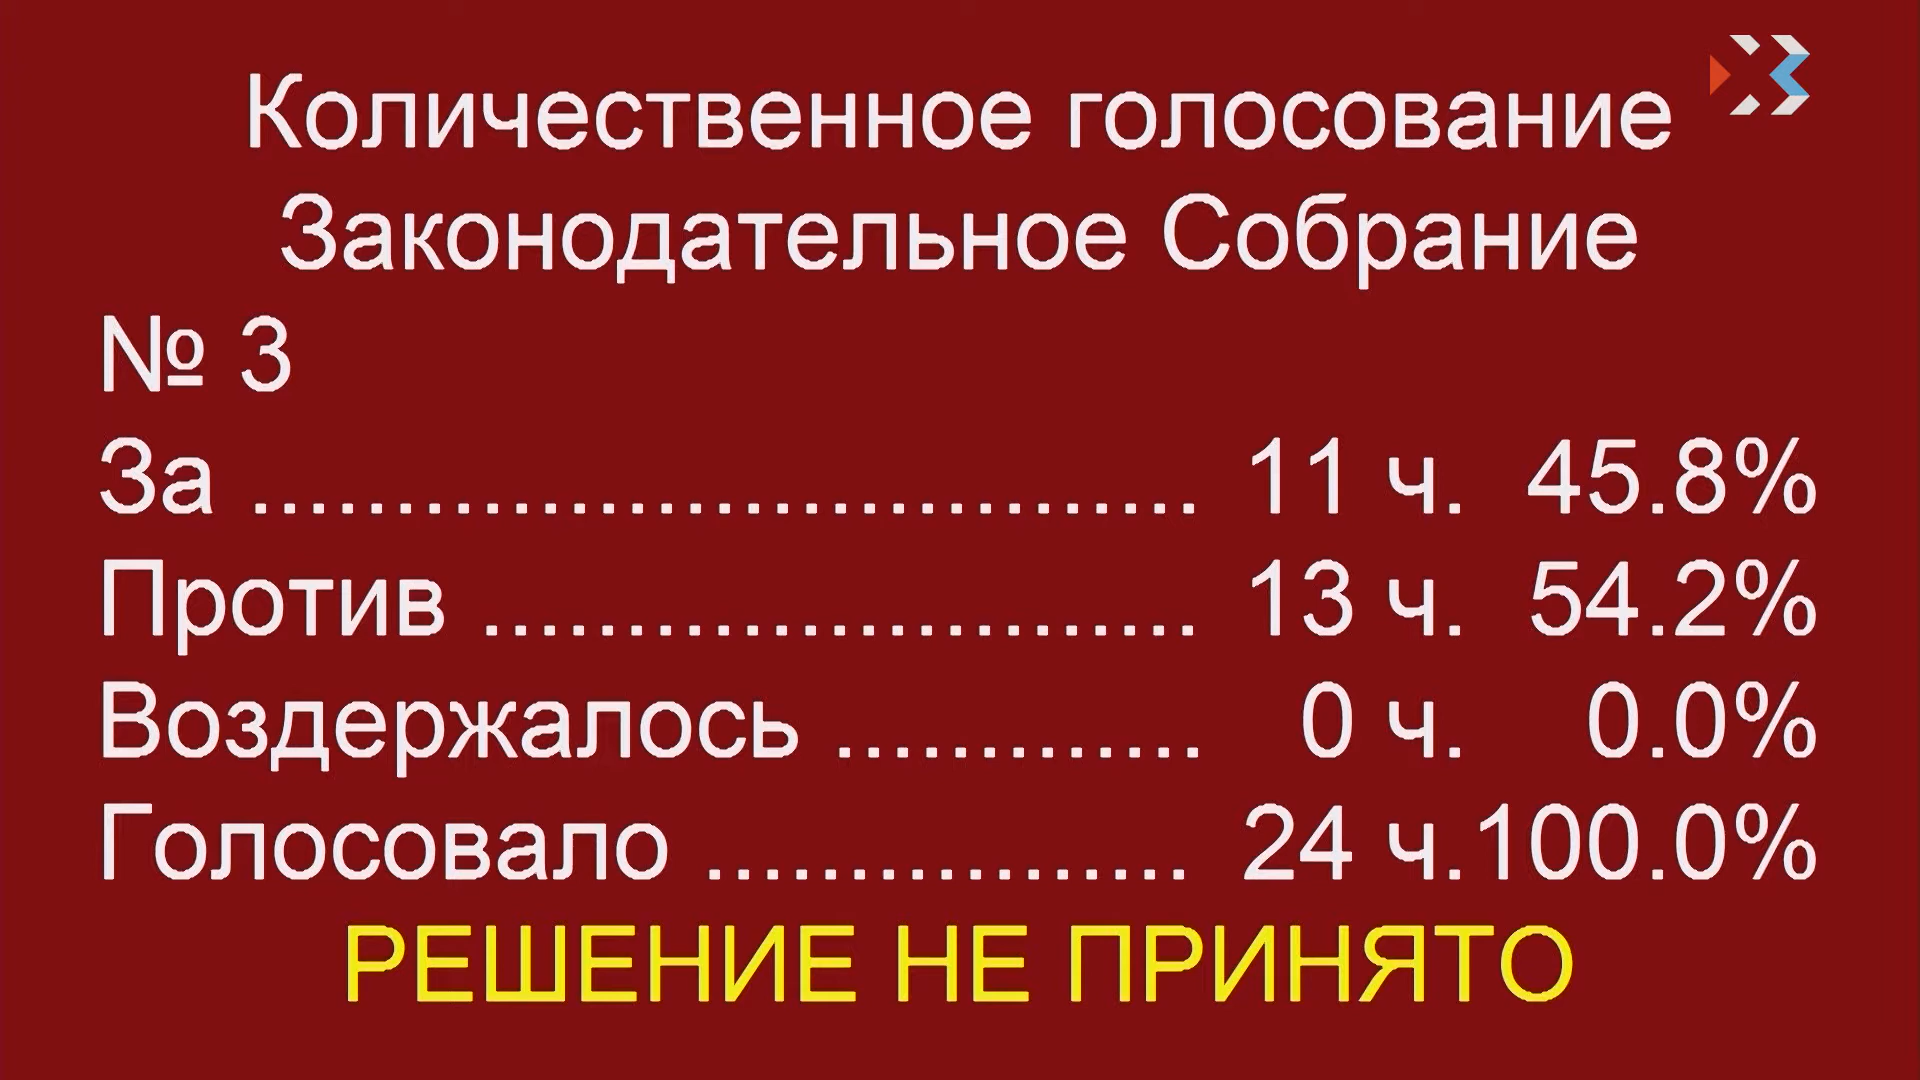 Количественное голосование
Законодательное Собрание
№ 3
За ................................. 11 ч. 45.8%
Против ......................... 13 ч. 54.2%
Воздержалось ............. 0 ч. 0.0%
Голосовало ................. 24 ч.100.0%
РЕШЕНИЕ НЕ ПРИНЯТО